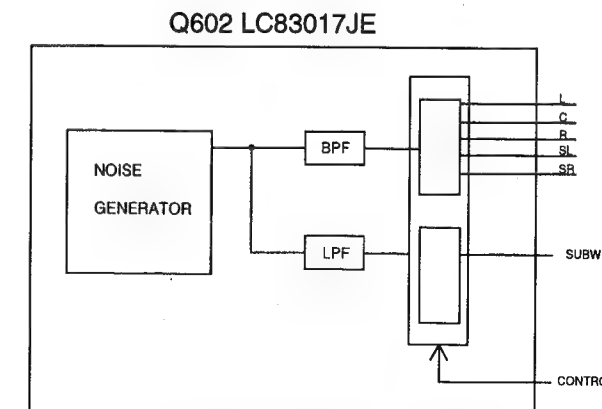 Q602 LC83017JE
L
C
R
SL
SR
BPF
NOISE
GENERATOR
LPF
SUBW
CONTRO